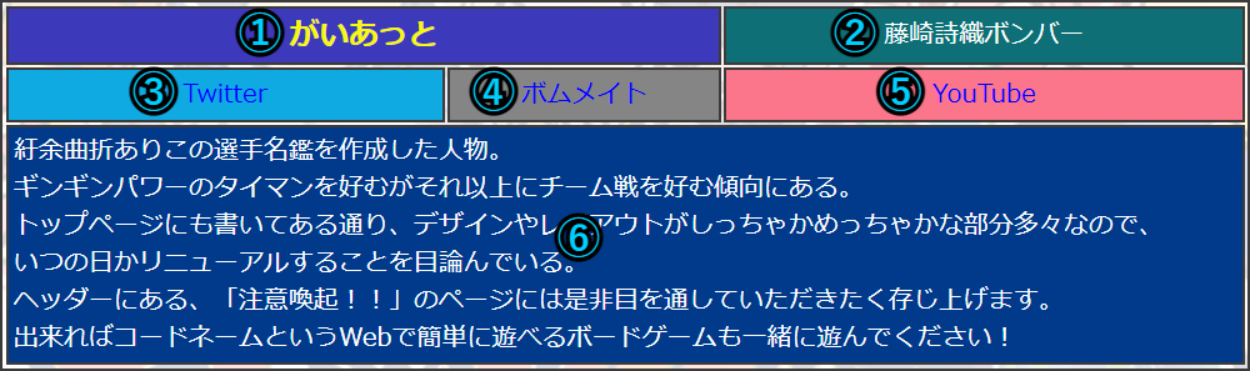 ① がいあっと
② 藤崎詩織ボンバー
③ Twitter
④ ボムメイト
⑤ YouTube
紆余曲折ありこの選手名鑑を作成した人物。
ギンギンパワーのタイマンを好むがそれ以上にチーム戦を好む傾向にある。
トップページにも書いてある通り、デザインやレイアウトがしっちゃかめっちゃかな部分多々なので、
⑥
いつの日かリニューアルすることを目論んでいる。
ヘッダーにある、「注意喚起！！」のページには是非目を通していただきたく存じ上げます。
出来ればコードネームというWebで簡単に遊べるボードゲームも一緒に遊んでください！